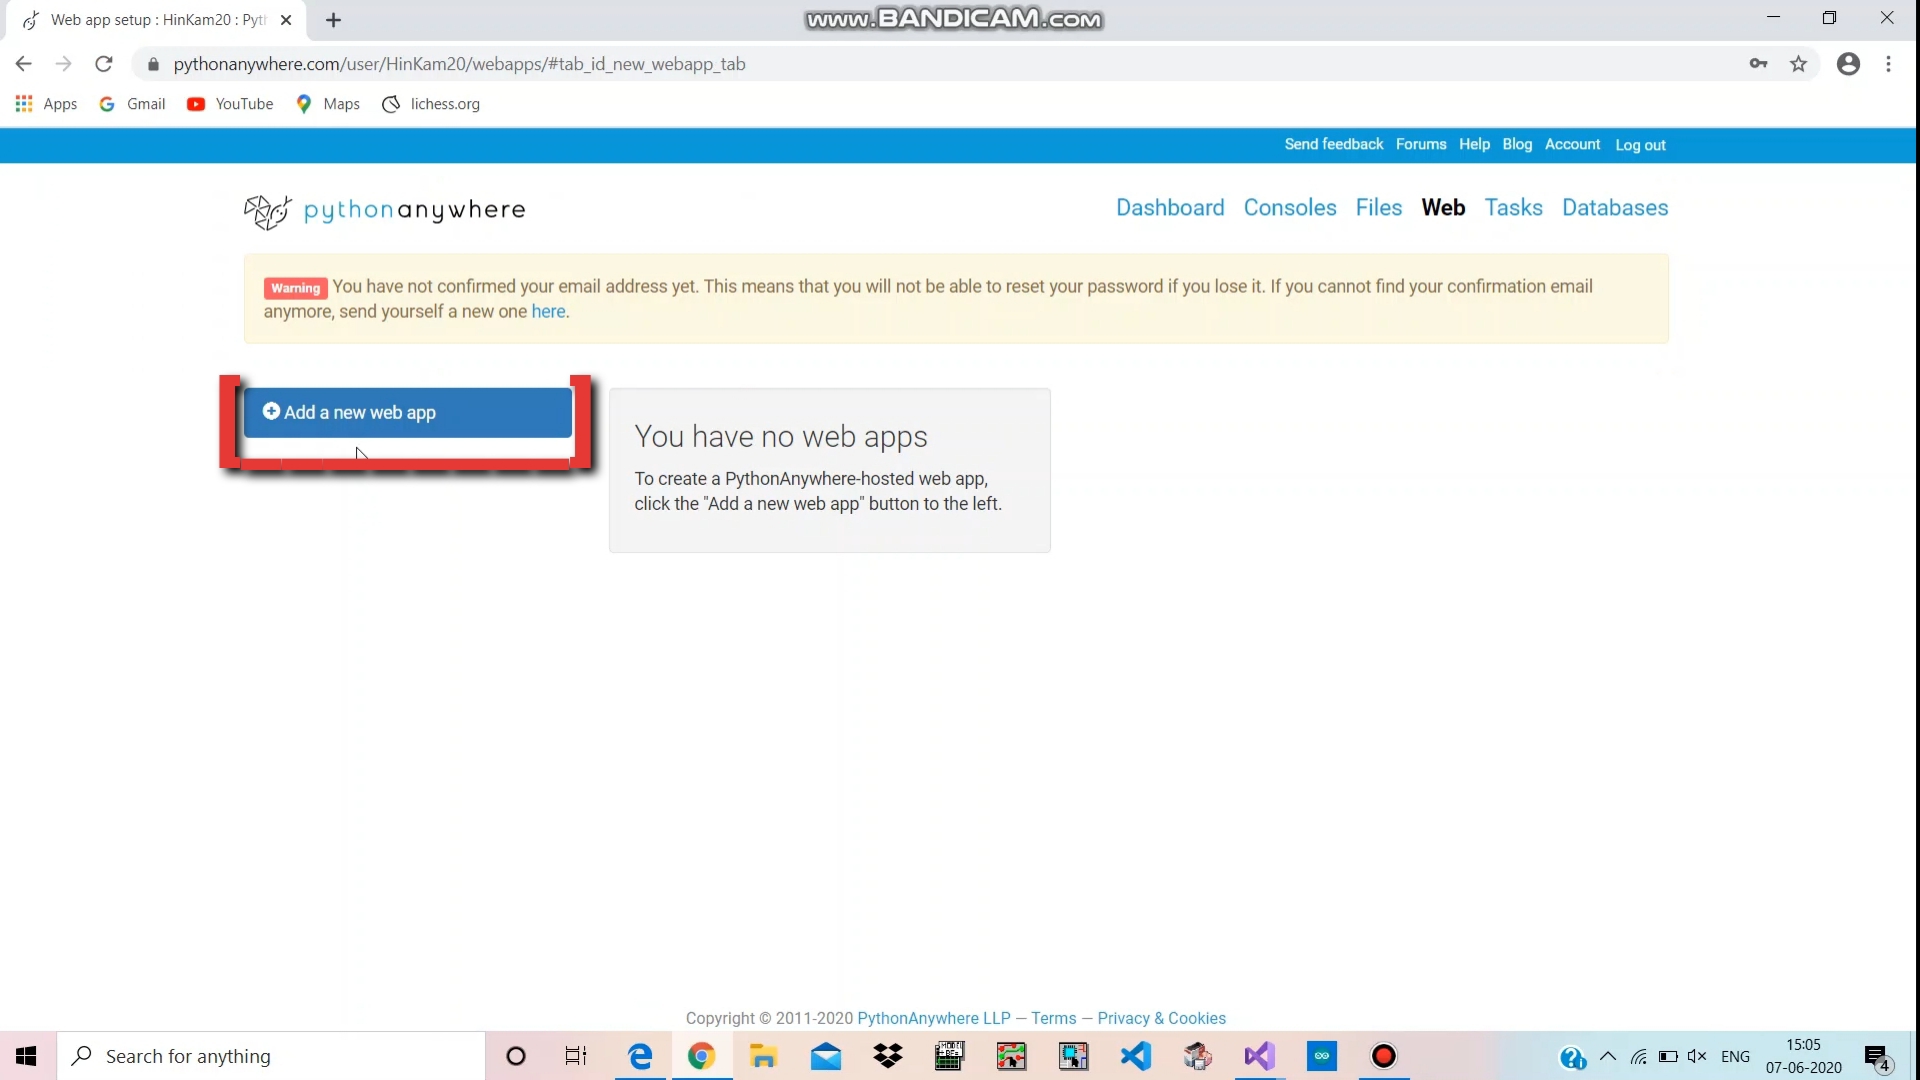 Web app setup : HinKam20 : Pyth
www.BANDICAM.com
pythonanywhere.com/user/HinKam20/webapps/#tab_id_new_webapp_tab
Apps Gmail YouTube Maps lichess.org
Send feedback Forums Help Blog Account Log out
pythonanywhere
Dashboard Consoles Files Web Tasks Databases
Warning You have not confirmed your email address yet. This means that you will not be able to reset your password if you lose it. If you cannot find your confirmation email
anymore, send yourself a new one here.
Add a new web app
You have no web apps
To create a PythonAnywhere-hosted web app,
click the "Add a new web app" button to the left.
Copyright © 2011-2020 PythonAnywhere LLP — Terms — Privacy & Cookies
Search for anything
ENG
15:05
07-06-2020
4